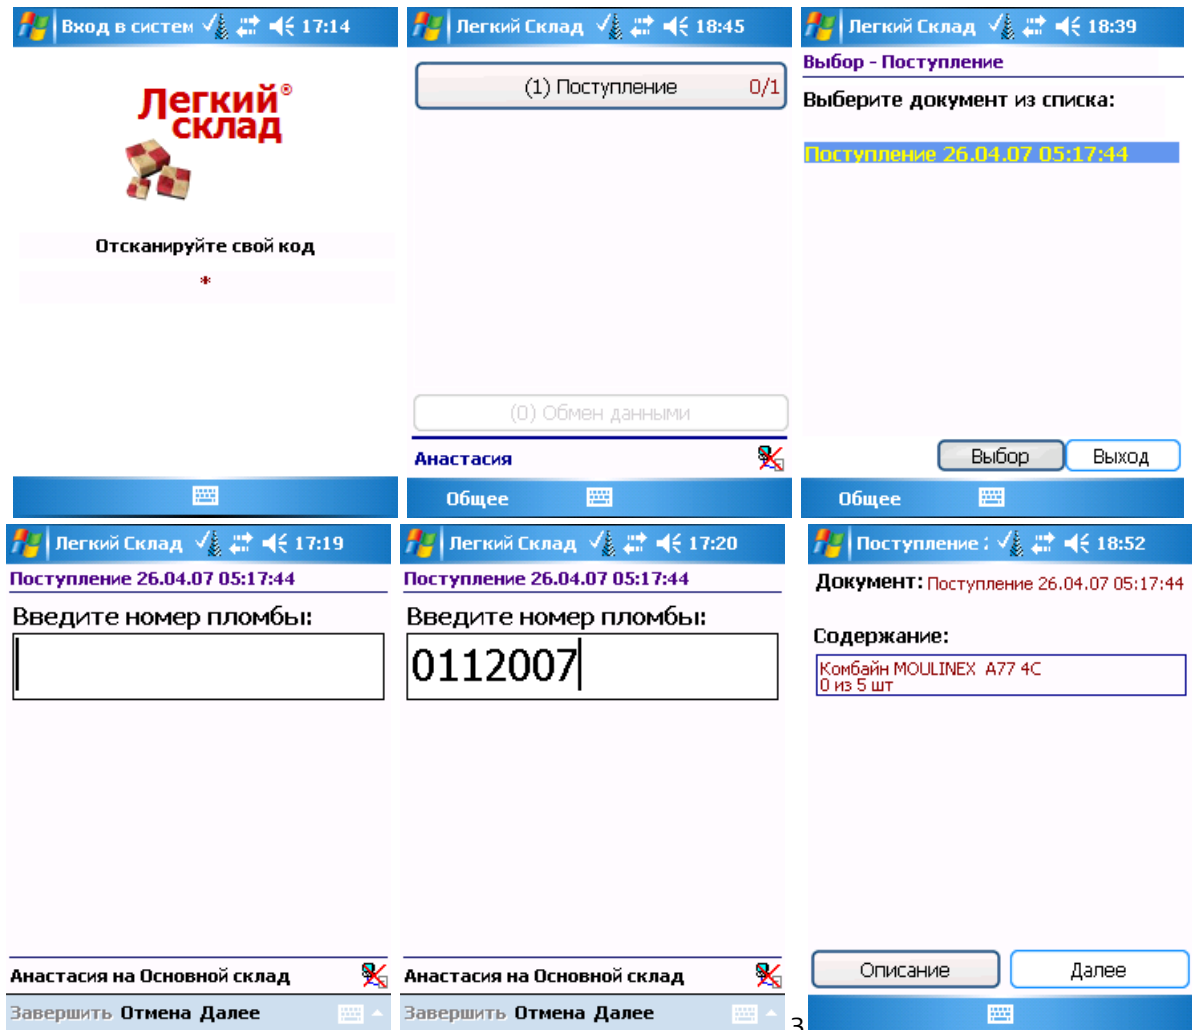 Вход в систем 17:14
Легкий®
склад
Отсканируйте свой код
*
Легкий Склад 18:45
(1) Поступление 0/1
(0) Обмен данными
Анастасия
Общее
Легкий Склад 18:39
Выбор - Поступление
Выберите документ из списка:
Поступление 26.04.07 05:17:44
Выбор Выход
Общее
Легкий Склад 17:19
Поступление 26.04.07 05:17:44
Введите номер пломбы:
Анастасия на Основной склад
Завершить Отмена Далее
Легкий Склад 17:20
Поступление 26.04.07 05:17:44
Введите номер пломбы:
0112007
Анастасия на Основной склад
Завершить Отмена Далее
3
Поступление 18:52
Документ: Поступление 26.04.07 05:17:44
Содержание:
Комбайн MOULINEX A77 4C
0 из 5 шт
Описание Далее